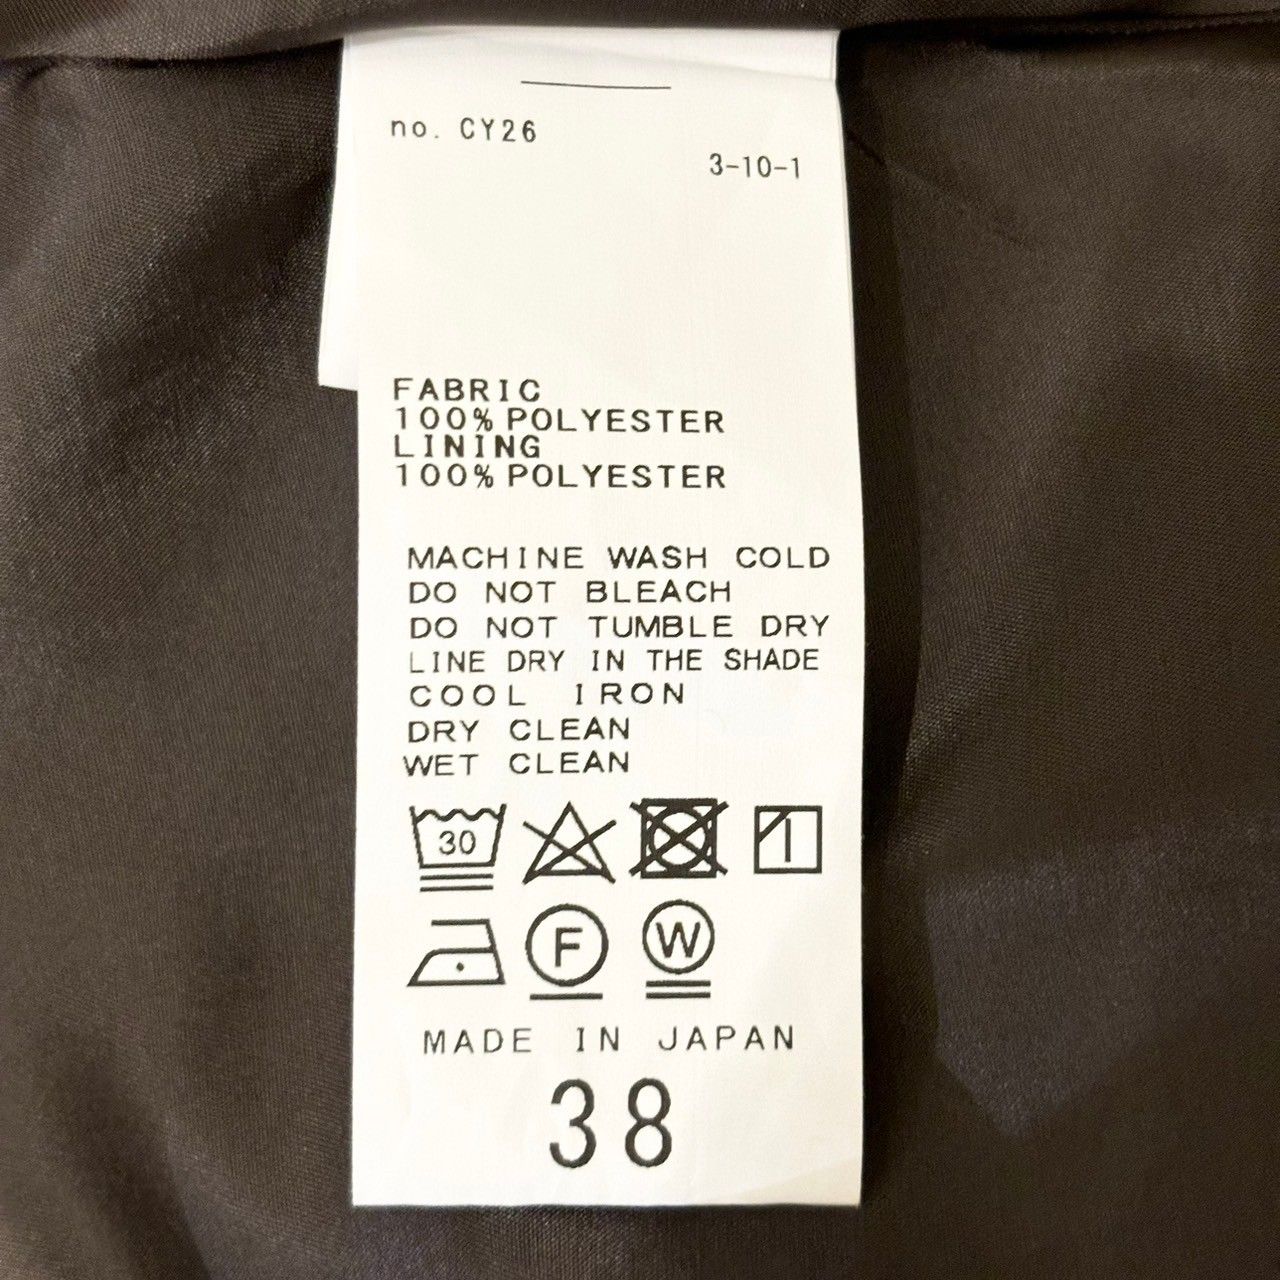 no. CY26
3-10-1
FABRIC
100% POLYESTER
LINING
100% POLYESTER
MACHINE WASH COLD
DO NOT BLEACH
DO NOT TUMBLE DRY
LINE DRY IN THE SHADE
COOL IRON
DRY CLEAN
WET CLEAN
30
F W
MADE IN JAPAN
38